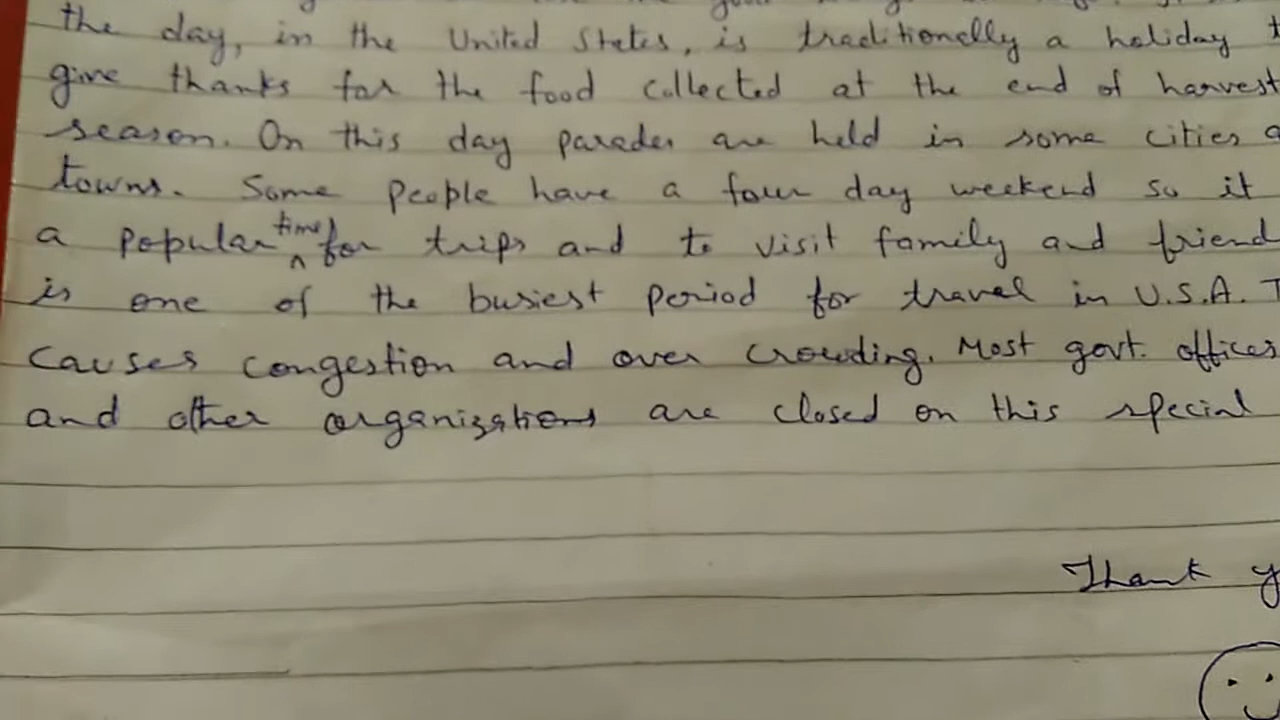 the day, in the United States, is traditionally a holiday t
give thanks for the food collected at the end of harvest
season. On this day parades are held in some cities a
towns. Some people have a four day weekend so it
a popular time for trips and to visit family and friend
is one of the busiest period for travel in U.S.A. T
causes congestion and over crowding. Most govt. offices
and other organizations are closed on this special
Thank y